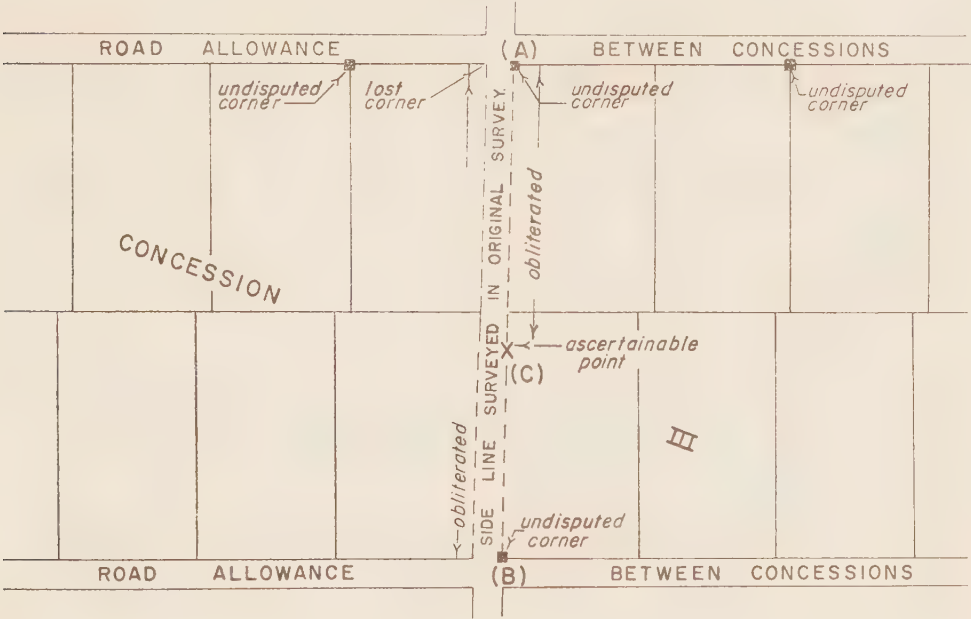 ROAD ALLOWANCE
(A)
BETWEEN CONCESSIONS
undisputed
corner
lost
corner
undisputed
corner
undisputed
corner
SIDE LINE SURVEYED IN ORIGINAL SURVEY
obliterated
CONCESSION
ascertainable
point
X
(C)
III
obliterated
undisputed
corner
ROAD ALLOWANCE
(B)
BETWEEN CONCESSIONS